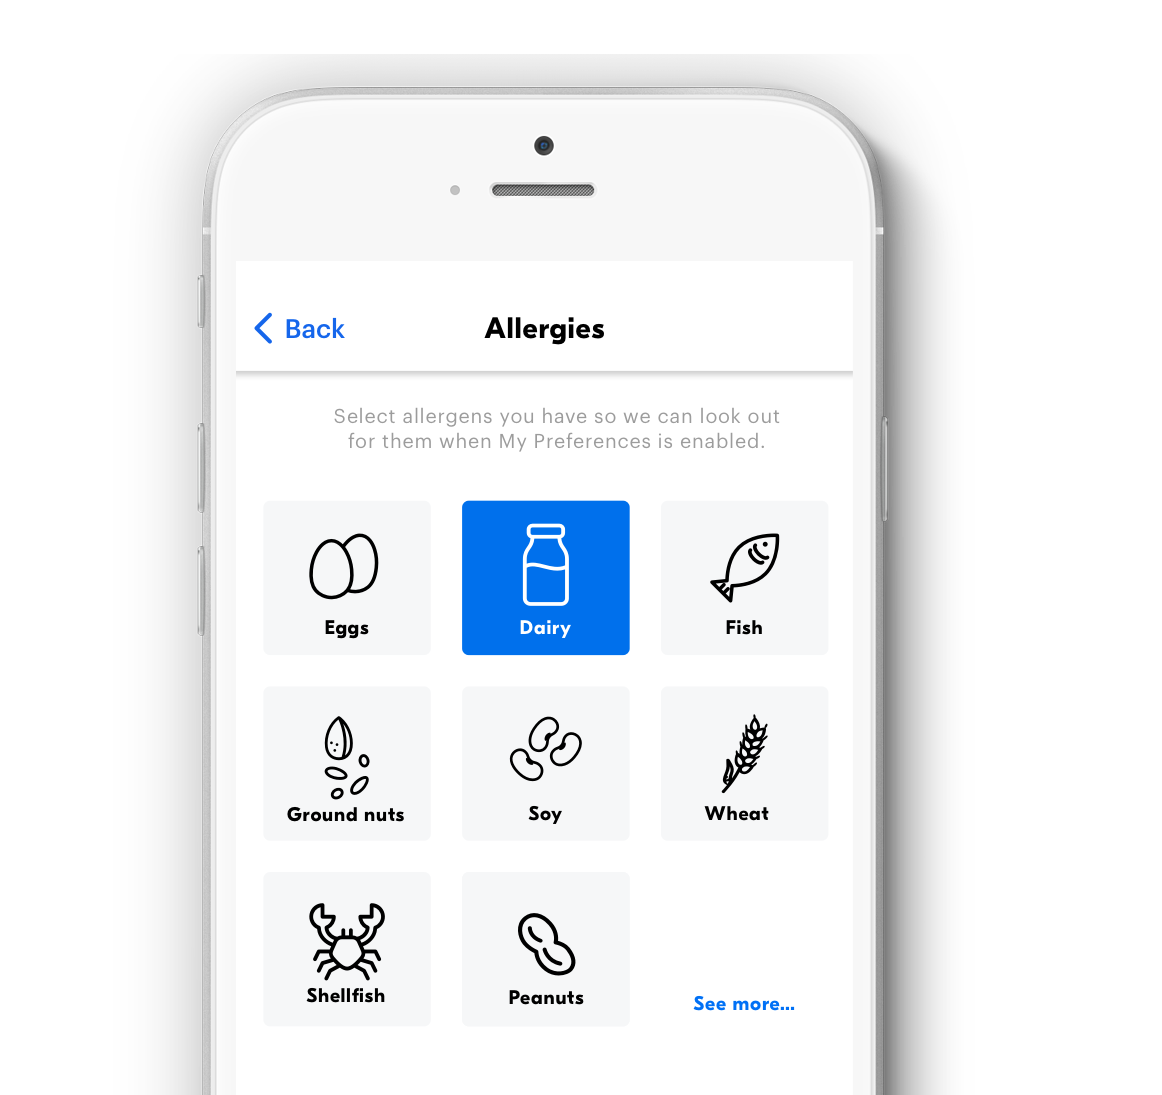 Back
Allergies
Select allergens you have so we can look out
for them when My Preferences is enabled.
Eggs
Dairy
Fish
Ground nuts
Soy
Wheat
Shellfish
Peanuts
See more...